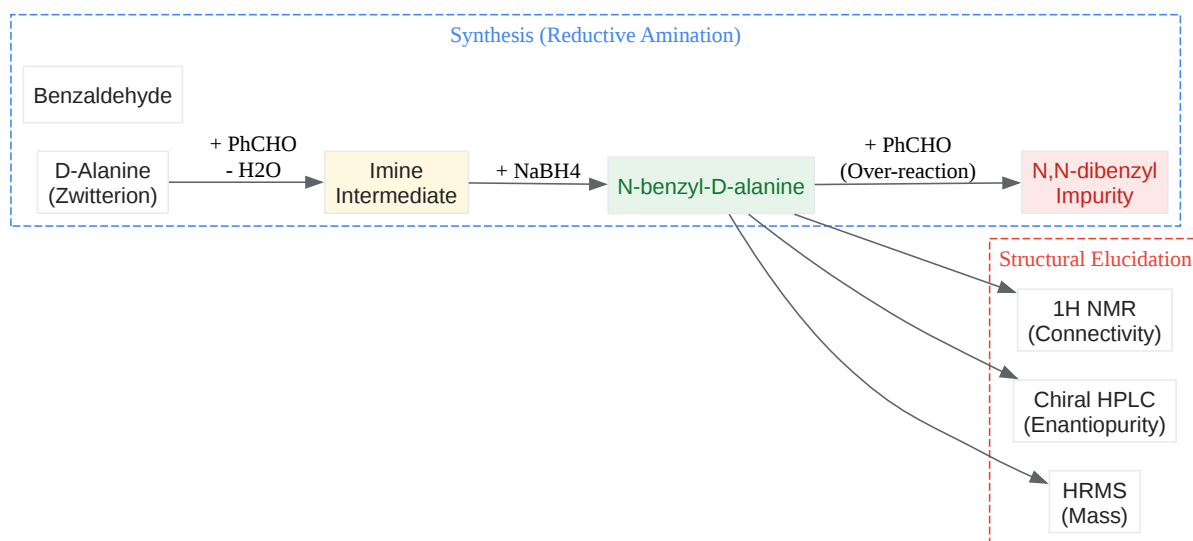 Synthesis (Reductive Amination)
Benzaldehyde
D-Alanine
(Zwitterion)
+ PhCHO
- H2O
Imine
Intermediate
+ NaBH4
N-benzyl-D-alanine
+ PhCHO
(Over-reaction)
N,N-dibenzyl
Impurity
Structural Elucidation
1H NMR
(Connectivity)
Chiral HPLC
(Enantiopurity)
HRMS
(Mass)